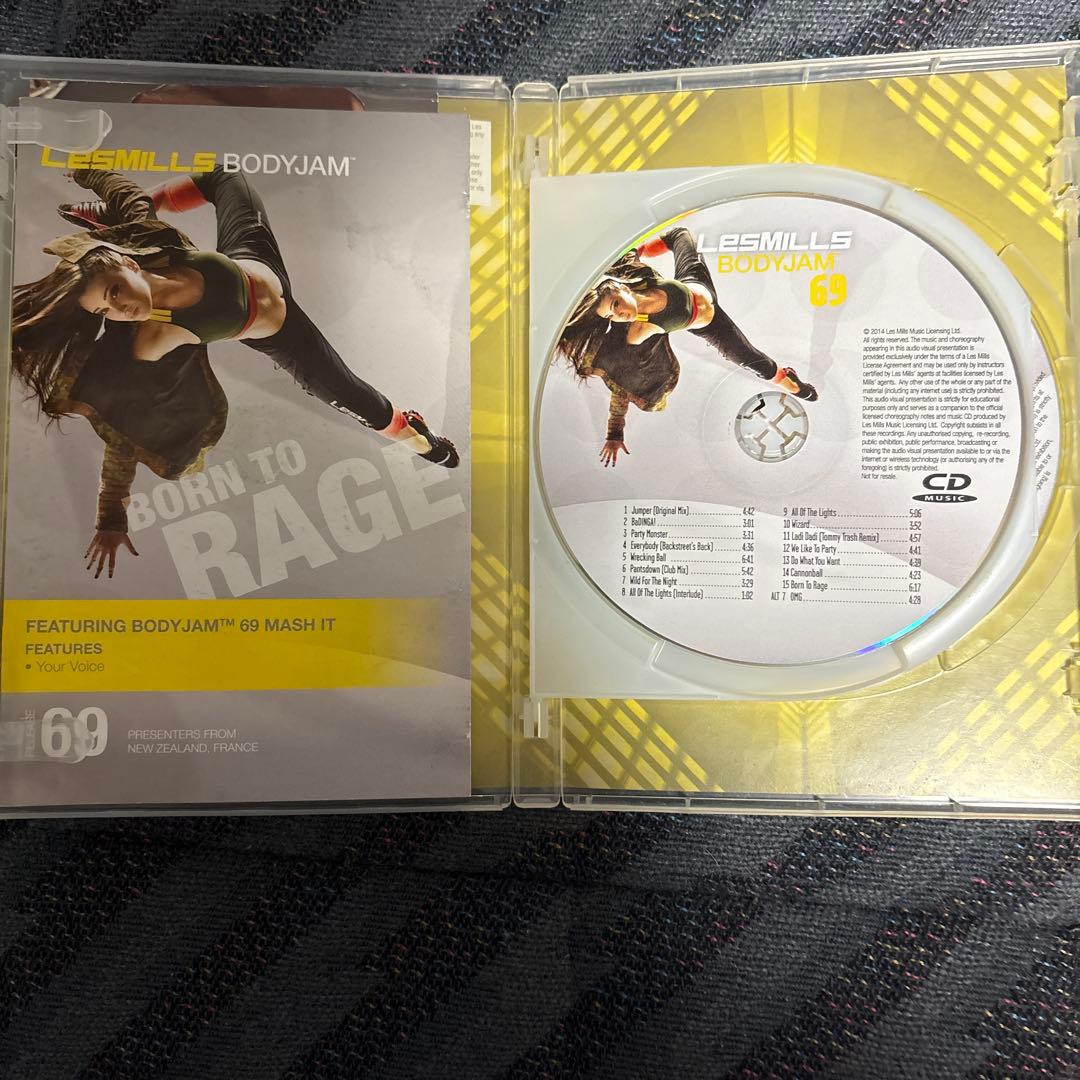 LESMILLS BODYJAM™
BORN TO
RAGE
FEATURING BODYJAM™ 69 MASH IT
FEATURES
• Your Voice
RELEASE
69
PRESENTERS FROM
NEW ZEALAND, FRANCE
LESMILLS
LESMILLS
BODYJAM™
69
© 2014 Les Mills Music Licensing Ltd.
All rights reserved. The music and choreography
appearing in this audio visual presentation is
provided exclusively under the terms of a Les Mills
License Agreement and may be used only by instructors
certified by Les Mills' agents at facilities licensed by Les
Mills' agents. Any other use of the whole or any part of the
material (including any internet use) is strictly prohibited.
This audio visual presentation is strictly for educational
purposes only and serves as a companion to the official
licensed choreography notes and music CD produced by
Les Mills Music Licensing Ltd. Copyright subsists in all
these recordings. Any unauthorised copying, re-recording,
public exhibition, public performance, broadcasting or
making the audio visual presentation available to or via the
internet or wireless technology (or authorising any of the
foregoing) is strictly prohibited.
Not for resale.
CD
MUSIC
1 Jumper (Original Mix) 4:42
2 BaDINGA! 3:01
3 Party Monster 3:31
4 Everybody (Backstreet's Back) 4:36
5 Wrecking Ball 6:41
6 Pantsdown (Club Mix) 5:42
7 Wild For The Night 3:29
8 All Of The Lights (Interlude) 1:02
9 All Of The Lights 5:06
10 Wizard 3:52
11 Ladi Dadi (Tommy Trash Remix) 4:57
12 We Like To Party 4:41
13 Do What You Want 4:39
14 Cannonball 4:23
15 Born To Rage 6:17
ALT 7 OMG 4:28